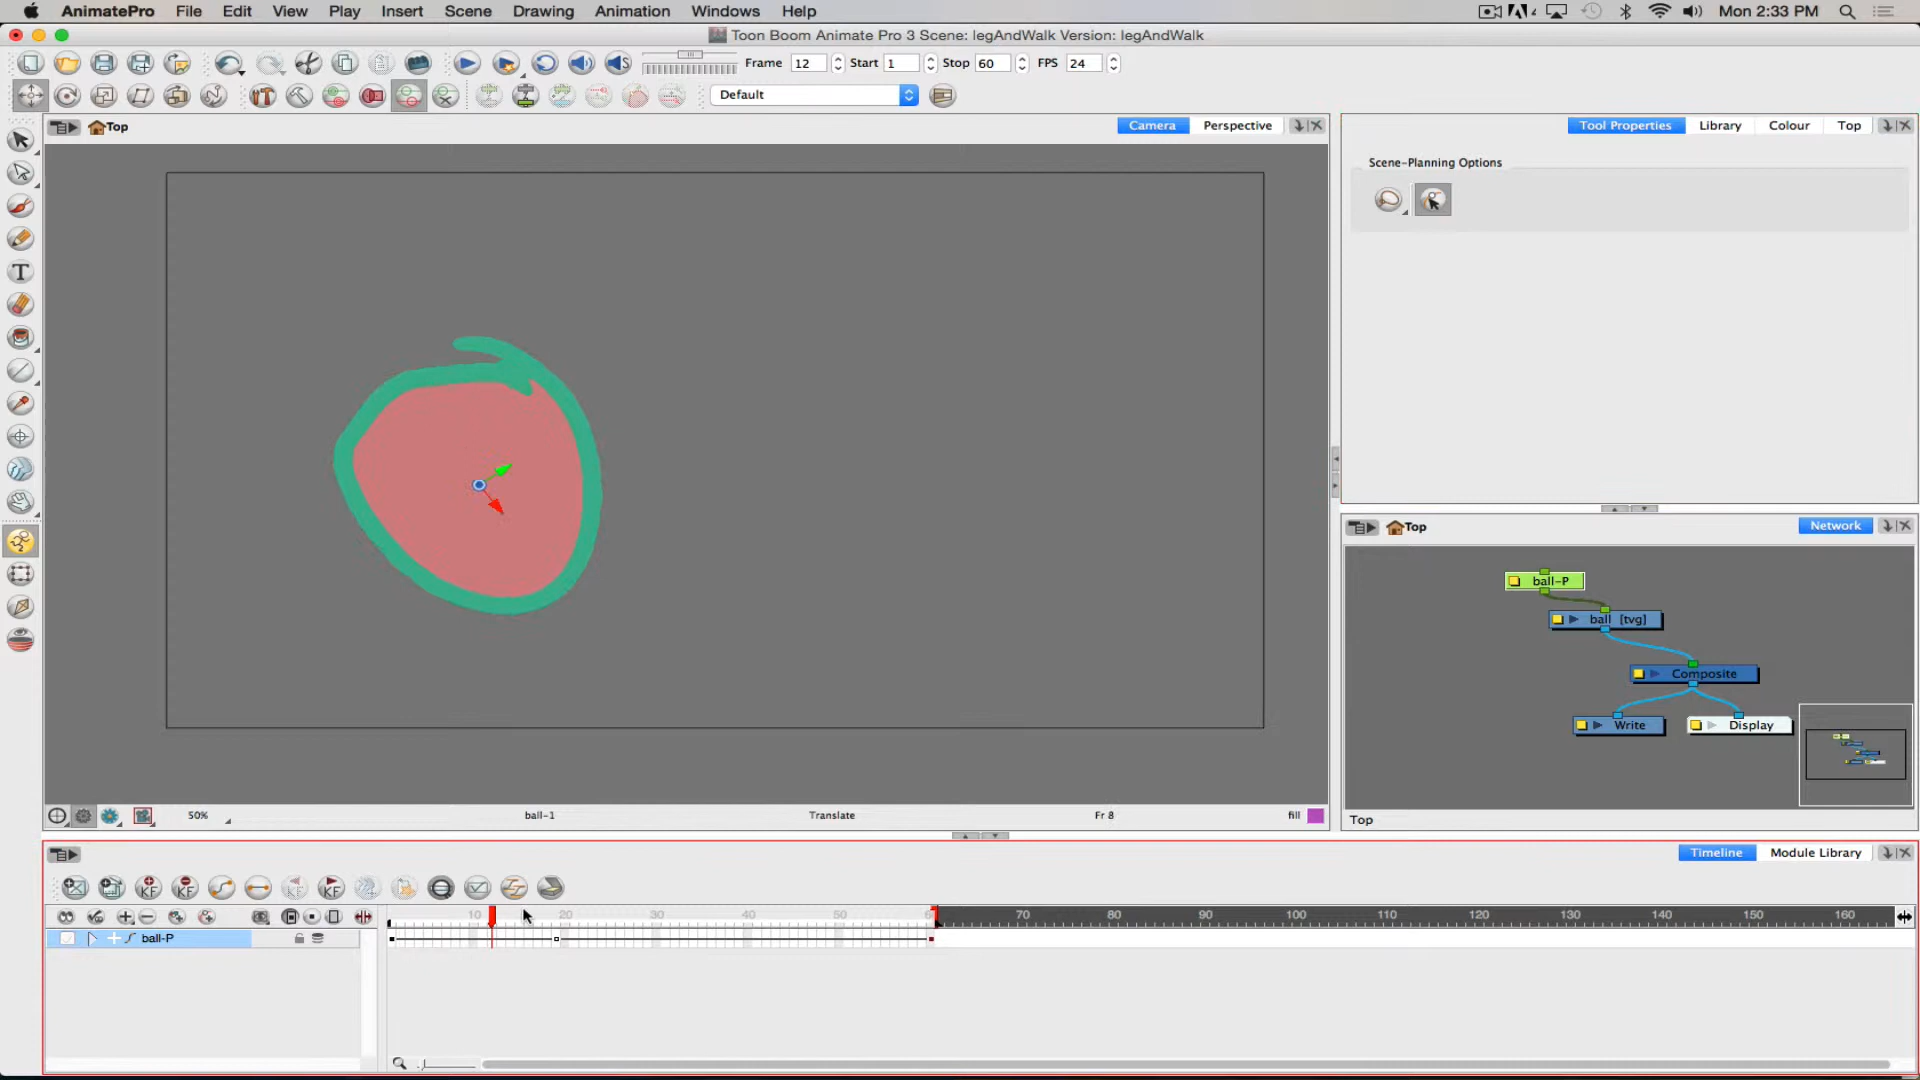 AnimatePro File Edit View Play Insert Scene Drawing Animation Windows Help Mon 2:33 PM
Toon Boom Animate Pro 3 Scene: legAndWalk Version: legAndWalk
Frame 12 Start 1 Stop 60 FPS 24
Default
Top Camera Perspective
Tool Properties Library Colour Top
Scene-Planning Options
Top Network
ball-P
ball [tvg]
Composite
Write Display
50% ball-1 Translate Fr 8 fill
Top
Timeline Module Library
KF KF KF KF
10 20 30 40 50 70 80 90 100 110 120 130 140 150 160
ball-P